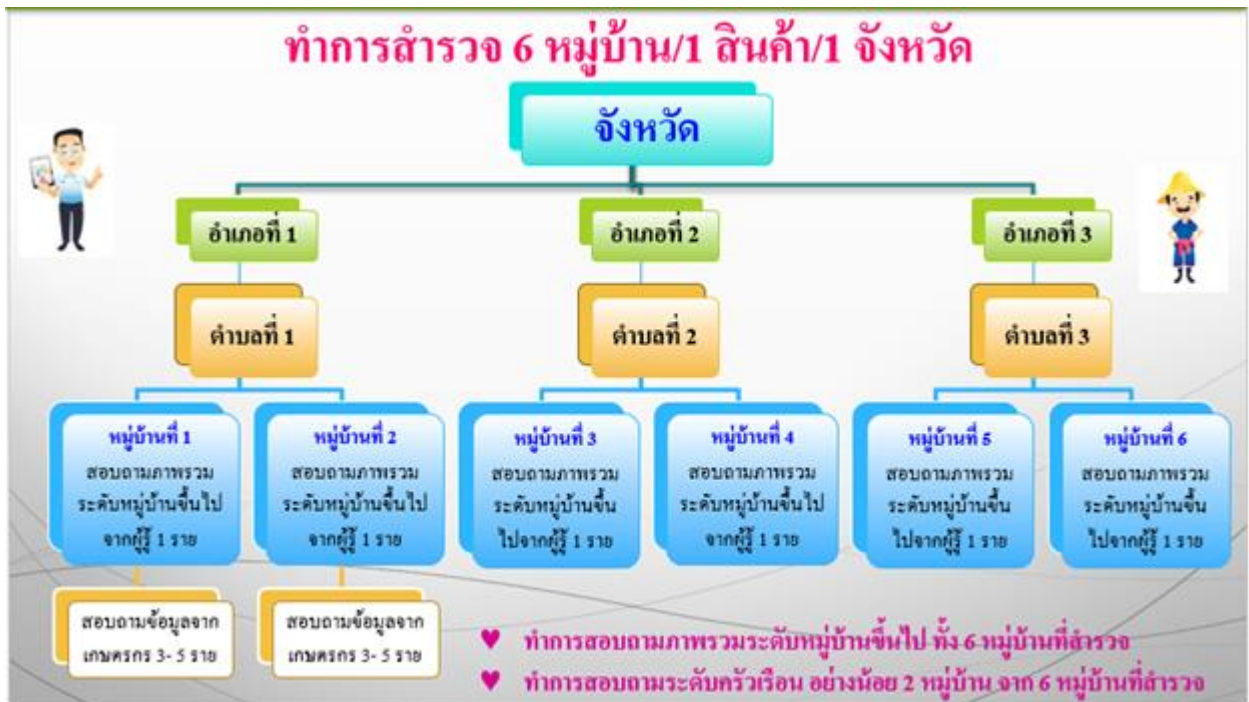 ทำการสำรวจ 6 หมู่บ้าน/1 สินค้า/1 จังหวัด
จังหวัด
อำเภอที่ 1
อำเภอที่ 2
อำเภอที่ 3
ตำบลที่ 1
ตำบลที่ 2
ตำบลที่ 3
หมู่บ้านที่ 1
สอบถามภาพรวม
ระดับหมู่บ้านขึ้นไป
จากผู้รู้ 1 ราย
หมู่บ้านที่ 2
สอบถามภาพรวม
ระดับหมู่บ้านขึ้นไป
จากผู้รู้ 1 ราย
หมู่บ้านที่ 3
สอบถามภาพรวม
ระดับหมู่บ้านขึ้น
ไปจากผู้รู้ 1 ราย
หมู่บ้านที่ 4
สอบถามภาพรวม
ระดับหมู่บ้านขึ้นไป
จากผู้รู้ 1 ราย
หมู่บ้านที่ 5
สอบถามภาพรวม
ระดับหมู่บ้านขึ้น
ไปจากผู้รู้ 1 ราย
หมู่บ้านที่ 6
สอบถามภาพรวม
ระดับหมู่บ้านขึ้น
ไปจากผู้รู้ 1 ราย
สอบถามข้อมูลจาก
เกษตรกร 3- 5 ราย
สอบถามข้อมูลจาก
เกษตรกร 3- 5 ราย
♥ ทำการสอบถามภาพรวมระดับหมู่บ้านขึ้นไป ทั้ง 6 หมู่บ้านที่สำรวจ
♥ ทำการสอบถามระดับครัวเรือน อย่างน้อย 2 หมู่บ้าน จาก 6 หมู่บ้านที่สำรวจ